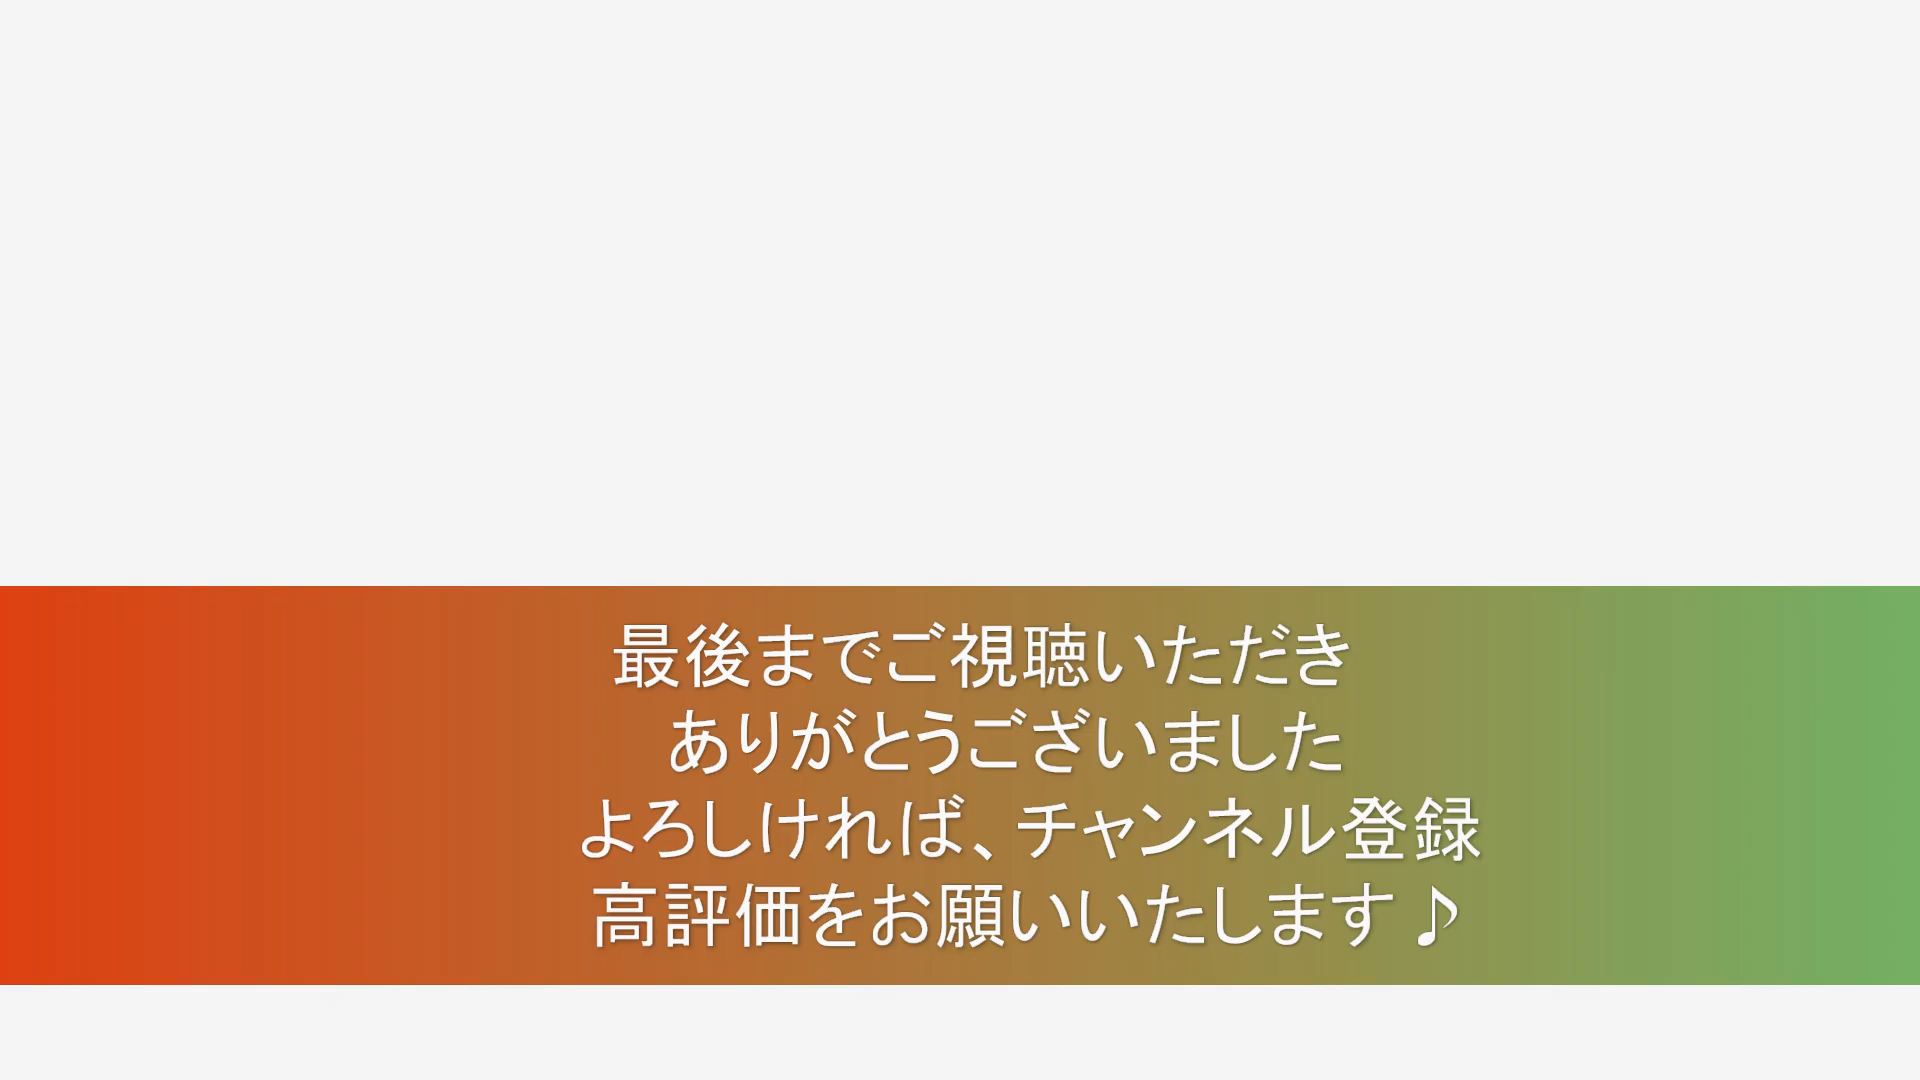 最後までご視聴いただき
ありがとうございました
よろしければ、チャンネル登録
高評価をお願いいたします♪